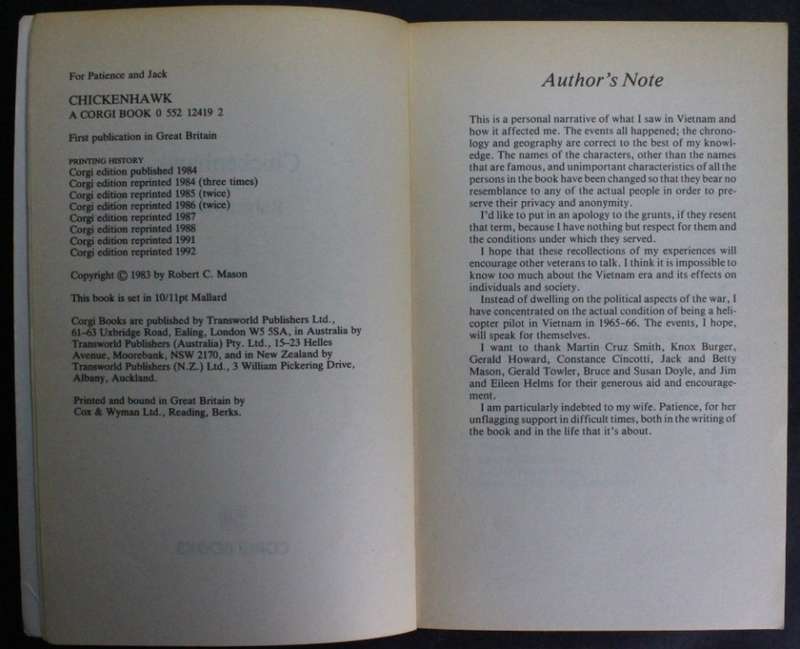 For Patience and Jack
CHICKENHAWK
A CORGI BOOK 0 552 12419 2
First publication in Great Britain
PRINTING HISTORY
Corgi edition published 1984
Corgi edition reprinted 1984 (three times)
Corgi edition reprinted 1985 (twice)
Corgi edition reprinted 1986 (twice)
Corgi edition reprinted 1987
Corgi edition reprinted 1988
Corgi edition reprinted 1991
Corgi edition reprinted 1992
Copyright © 1983 by Robert C. Mason
This book is set in 10/11pt Mallard
Corgi Books are published by Transworld Publishers Ltd.,
61–63 Uxbridge Road, Ealing, London W5 5SA, in Australia by
Transworld Publishers (Australia) Pty. Ltd., 15–23 Helles
Avenue, Moorebank, NSW 2170, and in New Zealand by
Transworld Publishers (N.Z.) Ltd., 3 William Pickering Drive,
Albany, Auckland.
Printed and bound in Great Britain by
Cox & Wyman Ltd., Reading, Berks.
Author's Note
This is a personal narrative of what I saw in Vietnam and
how it affected me. The events all happened; the chrono-
logy and geography are correct to the best of my knowl-
edge. The names of the characters, other than the names
that are famous, and unimportant characteristics of all the
persons in the book have been changed so that they bear no
resemblance to any of the actual people in order to pre-
serve their privacy and anonymity.
I'd like to put in an apology to the grunts, if they resent
that term, because I have nothing but respect for them and
the conditions under which they served.
I hope that these recollections of my experiences will
encourage other veterans to talk. I think it is impossible to
know too much about the Vietnam era and its effects on
individuals and society.
Instead of dwelling on the political aspects of the war, I
have concentrated on the actual condition of being a heli-
copter pilot in Vietnam in 1965–66. The events, I hope,
will speak for themselves.
I want to thank Martin Cruz Smith, Knox Burger,
Gerald Howard, Constance Cincotti, Jack and Betty
Mason, Gerald Towler, Bruce and Susan Doyle, and Jim
and Eileen Helms for their generous aid and encourage-
ment.
I am particularly indebted to my wife. Patience, for her
unflagging support in difficult times, both in the writing of
the book and in the life that it's about.